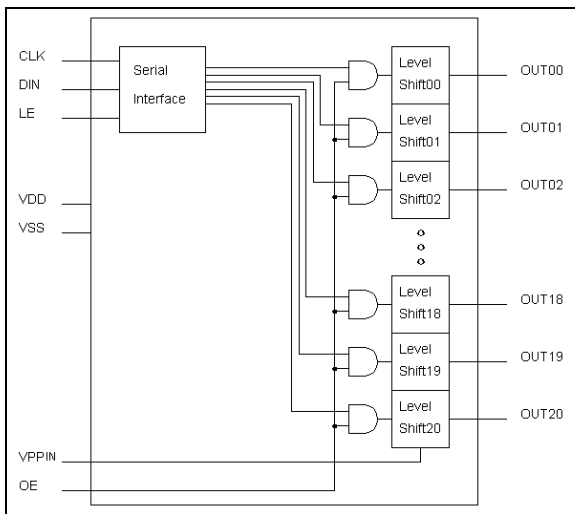 CLK
DIN
LE
VDD
VSS
VPPIN
OE
Serial
Interface
Level
Shift00
Level
Shift01
Level
Shift02
Level
Shift18
Level
Shift19
Level
Shift20
OUT00
OUT01
OUT02
OUT18
OUT19
OUT20